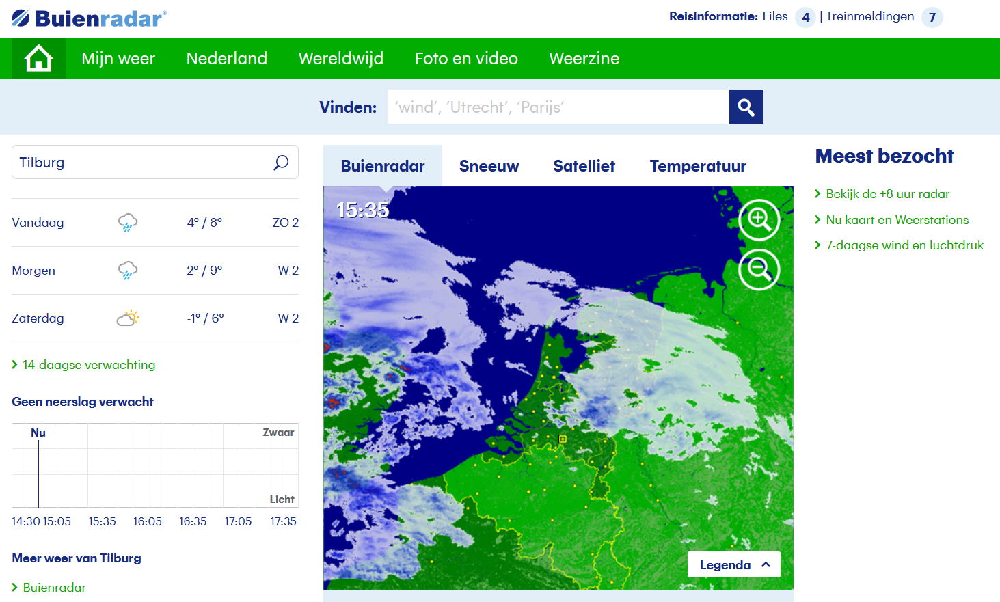 Buienradar®
Reisinformatie: Files 4 | Treinmeldingen 7
Mijn weer Nederland Wereldwijd Foto en video Weerzine
Vinden: ‘wind’, ‘Utrecht’, ‘Parijs’
Tilburg
Vandaag 4° / 8° ZO 2
Morgen 2° / 9° W 2
Zaterdag -1° / 6° W 2
14-daagse verwachting
Geen neerslag verwacht
Nu Zwaar
Licht
14:30 15:05 15:35 16:05 16:35 17:05 17:35
Meer weer van Tilburg
Buienradar
Buienradar Sneeuw Satelliet Temperatuur
15:35
Legenda
Meest bezocht
Bekijk de +8 uur radar
Nu kaart en Weerstations
7-daagse wind en luchtdruk